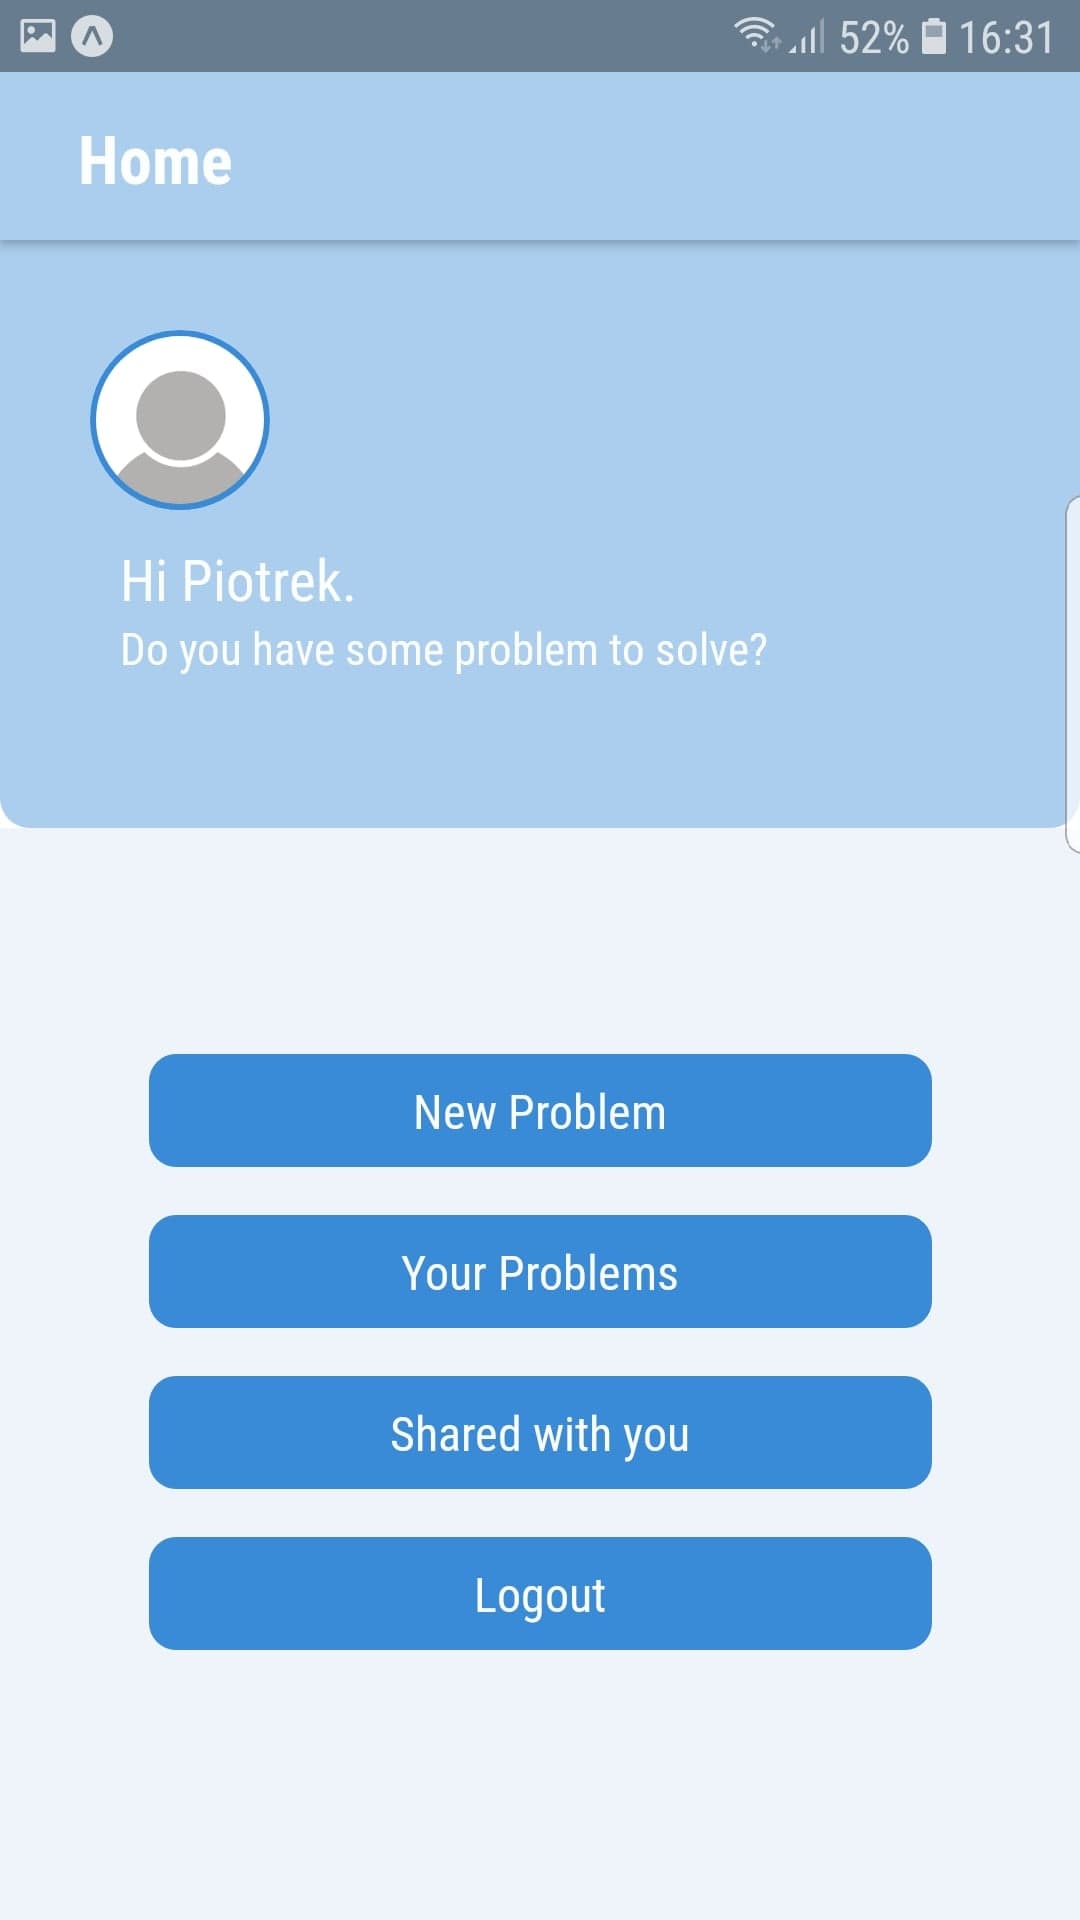 52% 16:31
Home
Hi Piotrek.
Do you have some problem to solve?
New Problem
Your Problems
Shared with you
Logout